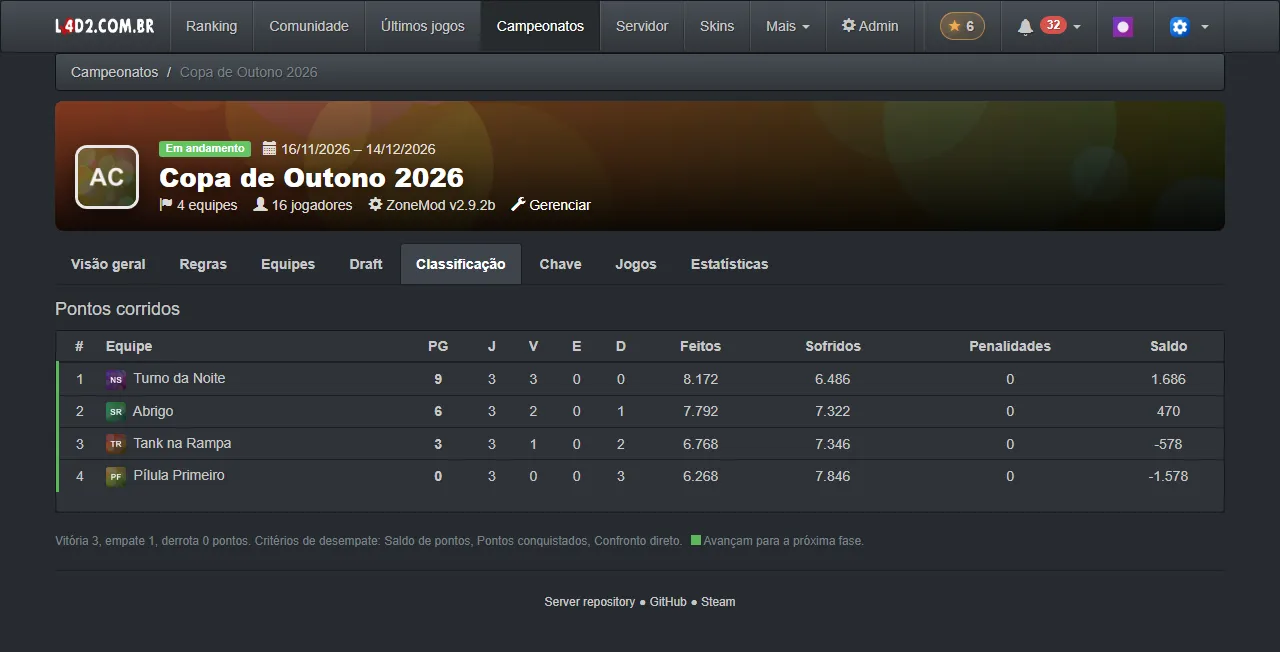 L4D2.COM.BR Ranking Comunidade Últimos jogos Campeonatos Servidor Skins Mais Admin ★ 6 32
Campeonatos / Copa de Outono 2026
Em andamento 16/11/2026 – 14/12/2026
AC Copa de Outono 2026
4 equipes 16 jogadores ZoneMod v2.9.2b Gerenciar
Visão geral Regras Equipes Draft Classificação Chave Jogos Estatísticas
Pontos corridos
# Equipe PG J V E D Feitos Sofridos Penalidades Saldo
1 NS Turno da Noite 9 3 3 0 0 8.172 6.486 0 1.686
2 SR Abrigo 6 3 2 0 1 7.792 7.322 0 470
3 TR Tank na Rampa 3 3 1 0 2 6.768 7.346 0 -578
4 PF Pílula Primeiro 0 3 0 0 3 6.268 7.846 0 -1.578
Vitória 3, empate 1, derrota 0 pontos. Critérios de desempate: Saldo de pontos, Pontos conquistados, Confronto direto. Avançam para a próxima fase.
Server repository ● GitHub ● Steam